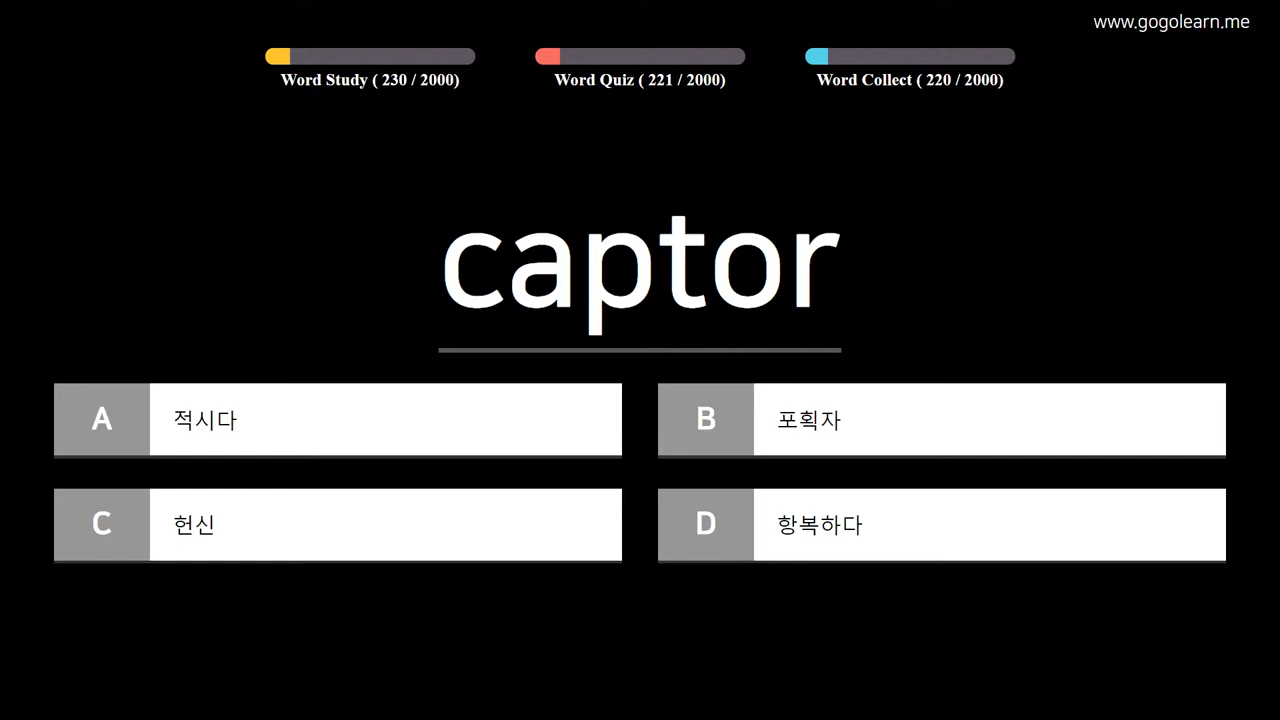 www.gogolearn.me
Word Study ( 230 / 2000)
Word Quiz ( 221 / 2000)
Word Collect ( 220 / 2000)
captor
A 적시다
B 포획자
C 헌신
D 항복하다